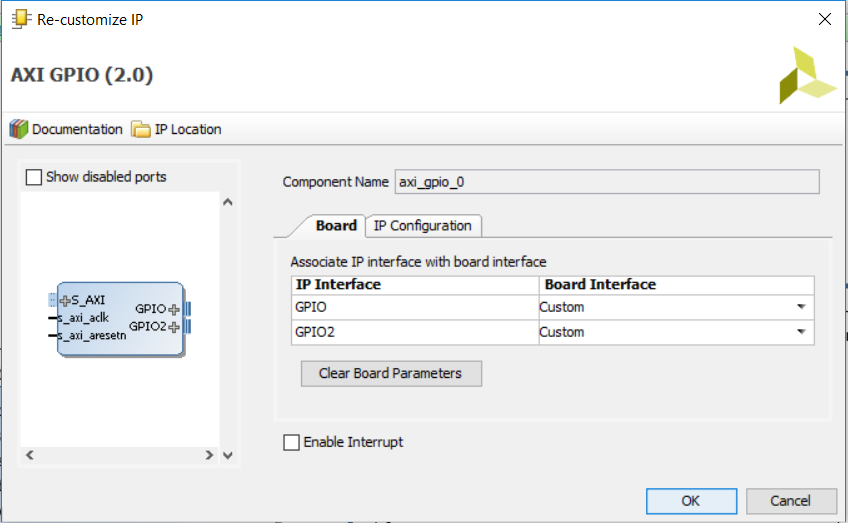 Re-customize IP
AXI GPIO (2.0)
Documentation IP Location
Show disabled ports
S_AXI
s_axi_aclk
s_axi_aresetn
GPIO
GPIO2
Component Name axi_gpio_0
Board IP Configuration
Associate IP interface with board interface
IP Interface Board Interface
GPIO Custom
GPIO2 Custom
Clear Board Parameters
Enable Interrupt
OK Cancel